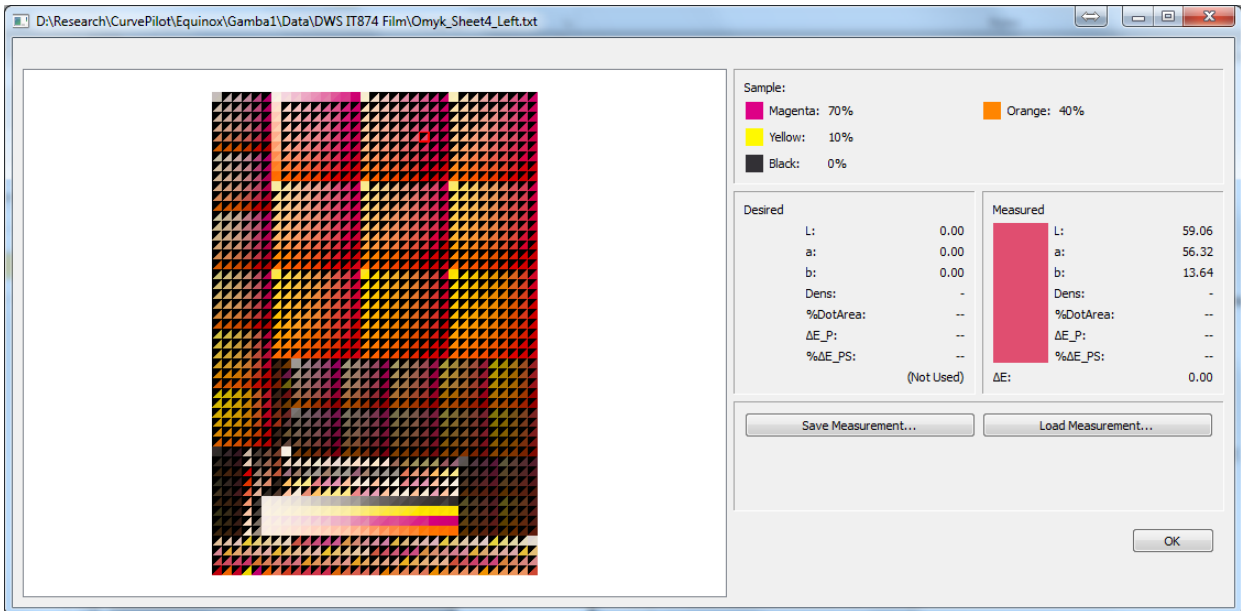 D:\Research\CurvePilot\Equinox\Gamba1\Data\DWS IT874 Film\Omyk_Sheet4_Left.txt
Sample:
Magenta: 70%
Orange: 40%
Yellow: 10%
Black: 0%
Desired
L: 0.00
a: 0.00
b: 0.00
Dens: -
%DotArea: --
ΔE_P: --
%ΔE_PS: --
(Not Used)
Measured
L: 59.06
a: 56.32
b: 13.64
Dens: -
%DotArea: --
ΔE_P: --
%ΔE_PS: --
ΔE: 0.00
Save Measurement...
Load Measurement...
OK